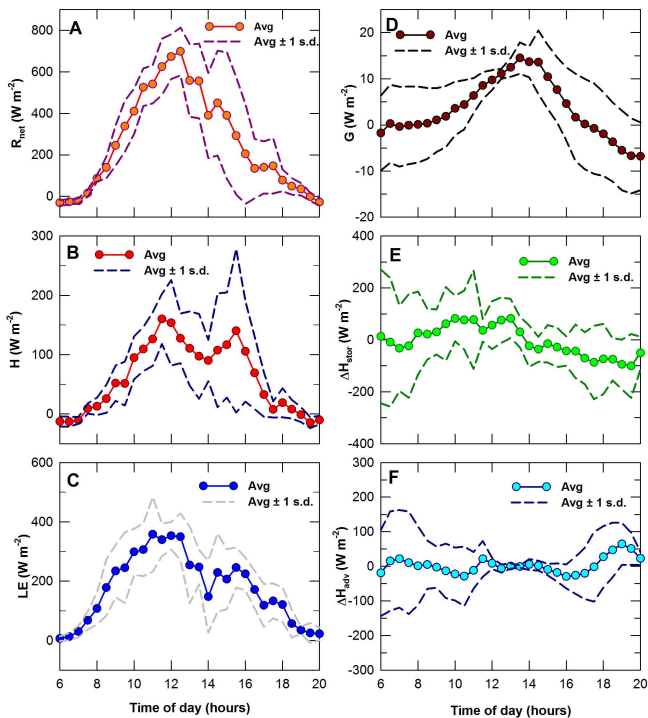 A
Avg
Avg ± 1 s.d.
Rnet (W m-2)
800
600
400
200
0
D
Avg
Avg ± 1 s.d.
G (W m-2)
20
10
0
-10
-20
B
Avg
Avg ± 1 s.d.
H (W m-2)
300
200
100
0
E
Avg
Avg ± 1 s.d.
ΔHstor (W m-2)
400
200
0
-200
-400
C
Avg
Avg ± 1 s.d.
LE (W m-2)
600
400
200
0
6 8 10 12 14 16 18 20
Time of day (hours)
F
Avg
Avg ± 1 s.d.
ΔHadv (W m-2)
300
200
100
0
-100
-200
-300
6 8 10 12 14 16 18 20
Time of day (hours)